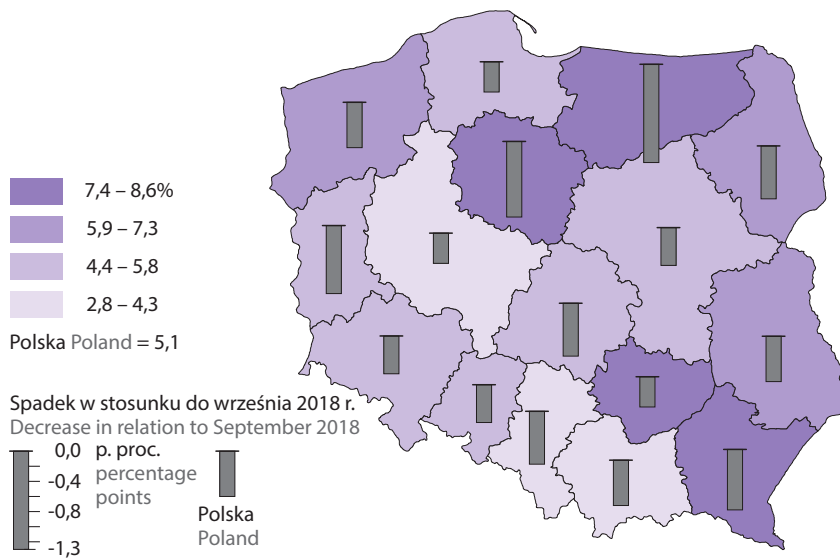 7,4 – 8,6%
5,9 – 7,3
4,4 – 5,8
2,8 – 4,3
Polska Poland = 5,1
Spadek w stosunku do września 2018 r.
Decrease in relation to September 2018
0,0 p. proc.
percentage
-0,4
points
-0,8
Polska
Poland
-1,3